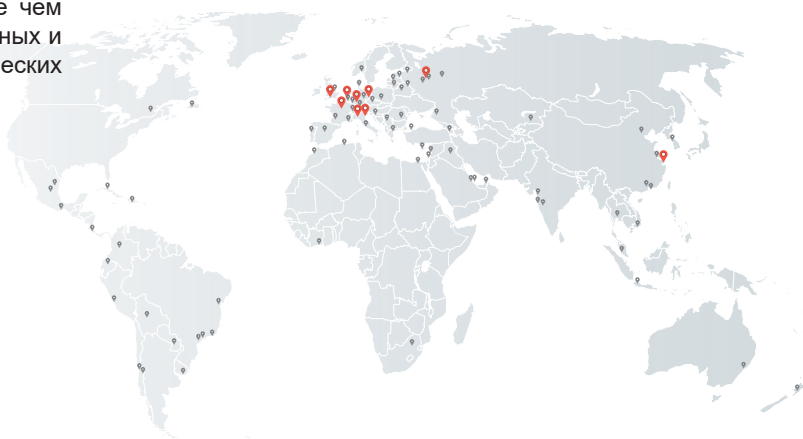 е чем
ных и
еских